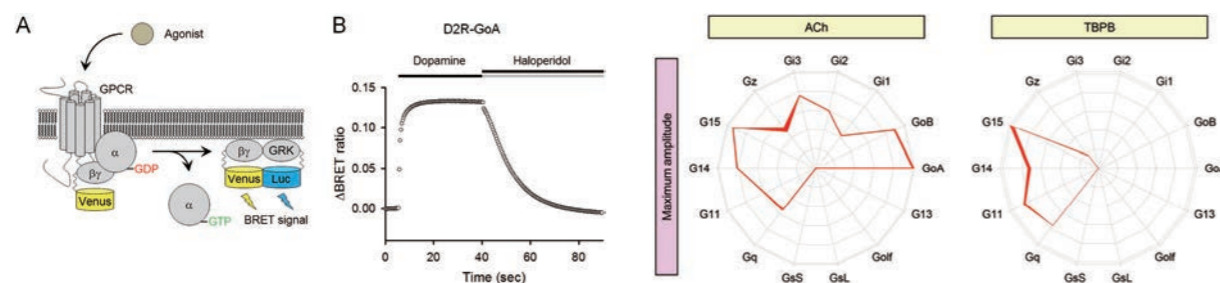 A
Agonist
GPCR
α
βγ
GDP
Venus
α
GTP
βγ
GRK
Venus
Luc
BRET signal
B
D2R-GoA
Dopamine
Haloperidol
ΔBRET ratio
0.15
0.10
0.05
0.00
0
20
40
60
80
Time (sec)
Maximum amplitude
ACh
Gi3
Gi2
Gz
Gi1
G15
GoB
G14
GoA
G11
G13
Gq
Golf
GsS
GsL
TBPB
Gi3
Gi2
Gz
Gi1
G15
GoB
G14
Go
G11
G13
Gq
Golf
GsS
GsL